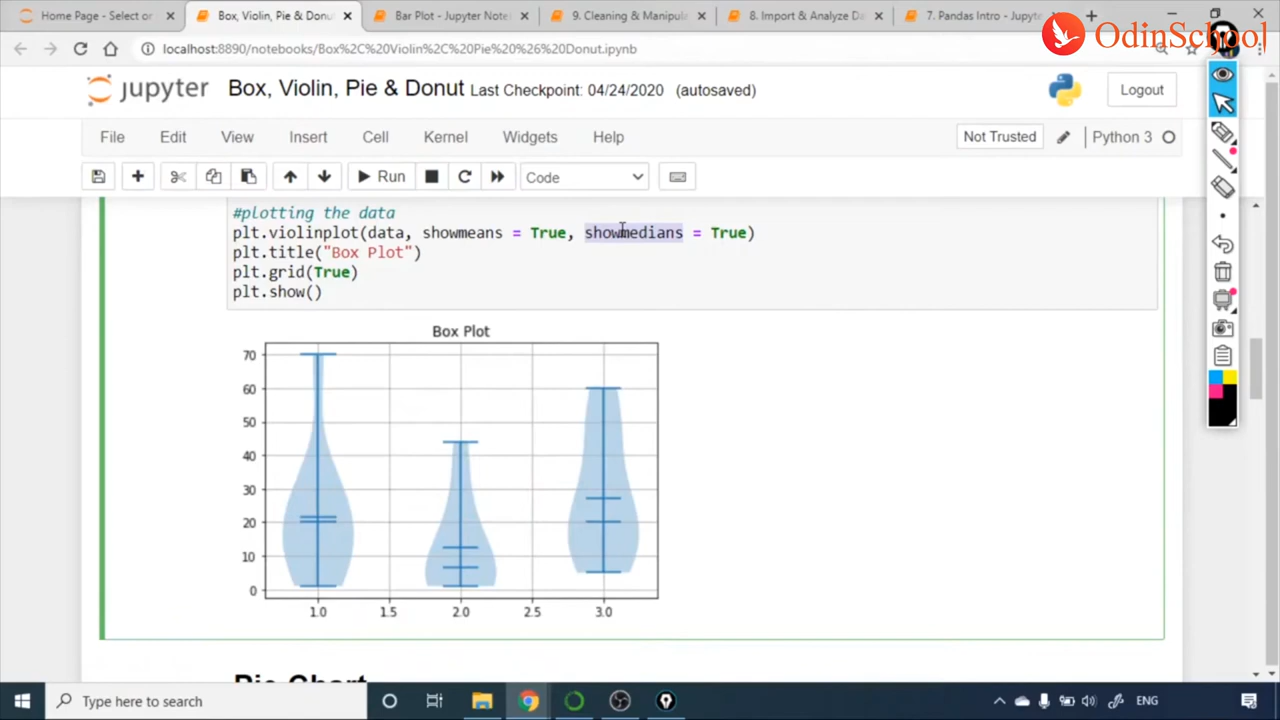 Home Page - Select or
Box, Violin, Pie & Donu
Bar Plot - Jupyter Note
9. Cleaning & Manipula
8. Import & Analyze Da
7. Pandas Intro - Jupyte
OdinSchool
localhost:8890/notebooks/Box%2C%20Violin%2C%20Pie%20%26%20Donut.ipynb
jupyter
Box, Violin, Pie & Donut Last Checkpoint: 04/24/2020 (autosaved)
Logout
File Edit View Insert Cell Kernel Widgets Help
Not Trusted
Python 3
Run
Code
#plotting the data
plt.violinplot(data, showmeans = True, showmedians = True)
plt.title("Box Plot")
plt.grid(True)
plt.show()
Box Plot
70
60
50
40
30
20
10
0
1.0 1.5 2.0 2.5 3.0
Pie Chart
Type here to search
ENG